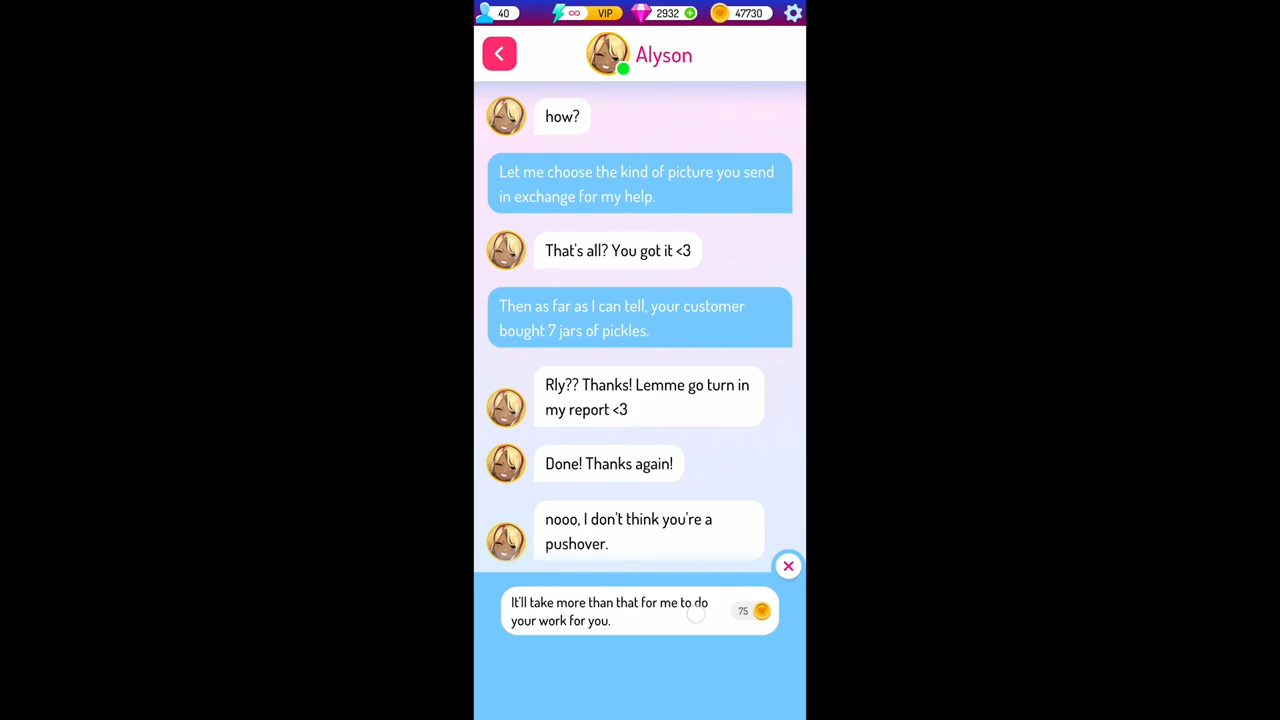 40
VIP
2932
47730
Alyson
how?
Let me choose the kind of picture you send
in exchange for my help.
That's all? You got it <3
Then as far as I can tell, your customer
bought 7 jars of pickles.
Rly?? Thanks! Lemme go turn in
my report <3
Done! Thanks again!
nooo, I don't think you're a
pushover.
It'll take more than that for me to do
your work for you.
75